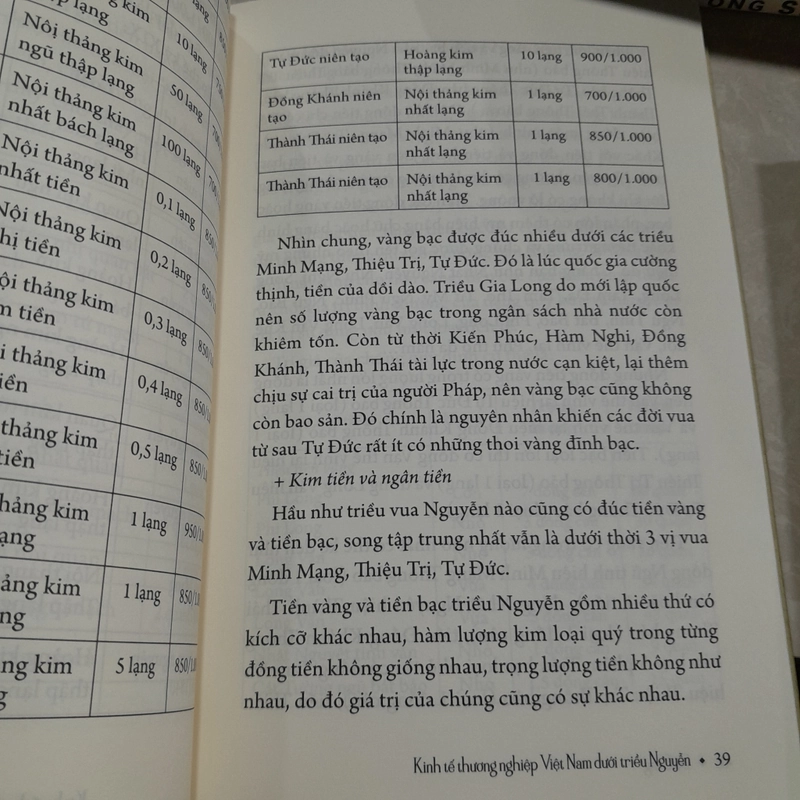 kim lạng
Nôị thảng kim
ngũ thập lạng
10 lạng
50 lạng
Nội thảng kim
nhất bách lạng
100 lạng
Nội thảng kim
nhất tiền
0,1 lạng
Nội thảng kim
nhị tiền
0,2 lạng
thảng kim
tiền
0,3 lạng
thảng kim
tiền
0,4 lạng
thảng kim
tiền
0,5 lạng
thảng kim
lạng
1 lạng
thảng kim
1 lạng
kim
5 lạng
Tự Đức niên tạo
Hoàng kim
thập lạng
10 lạng
900/1.000
Đồng Khánh niên
tạo
Nội thảng kim
nhất lạng
1 lạng
700/1.000
Thành Thái niên tạo
Nội thảng kim
nhất lạng
1 lạng
850/1.000
Thành Thái niên tạo
Nội thảng kim
nhất lạng
1 lạng
800/1.000
Nhìn chung, vàng bạc được đúc nhiều dưới các triều
Minh Mạng, Thiệu Trị, Tự Đức. Đó là lúc quốc gia cường
thịnh, tiền của dồi dào. Triều Gia Long do mới lập quốc
nên số lượng vàng bạc trong ngân sách nhà nước còn
khiêm tốn. Còn từ thời Kiến Phúc, Hàm Nghi, Đồng
Khánh, Thành Thái tài lực trong nước cạn kiệt, lại thêm
chịu sự cai trị của người Pháp, nên vàng bạc cũng không
còn bao sản. Đó chính là nguyên nhân khiến các đời vua
từ sau Tự Đức rất ít có những thoi vàng đĩnh bạc.
+ Kim tiền và ngân tiền
Hầu như triều vua Nguyễn nào cũng có đúc tiền vàng
và tiền bạc, song tập trung nhất vẫn là dưới thời 3 vị vua
Minh Mạng, Thiệu Trị, Tự Đức.
Tiền vàng và tiền bạc triều Nguyễn gồm nhiều thứ có
kích cỡ khác nhau, hàm lượng kim loại quý trong từng
đồng tiền không giống nhau, trọng lượng tiền không như
nhau, do đó giá trị của chúng cũng có sự khác nhau.
Kinh tế thương nghiệp Việt Nam dưới triều Nguyễn • 39